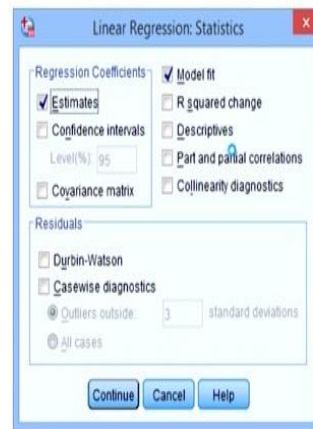 Linear Regression: Statistics
x
Regression Coefficients
Estimates
Confidence intervals
Level(%): 95
Covariance matrix
Model fit
R squared change
Descriptives
Part and partial correlations
Collinearity diagnostics
Residuals
Durbin-Watson
Casewise diagnostics
Outliers outside: 3 standard deviations
All cases
Continue Cancel Help